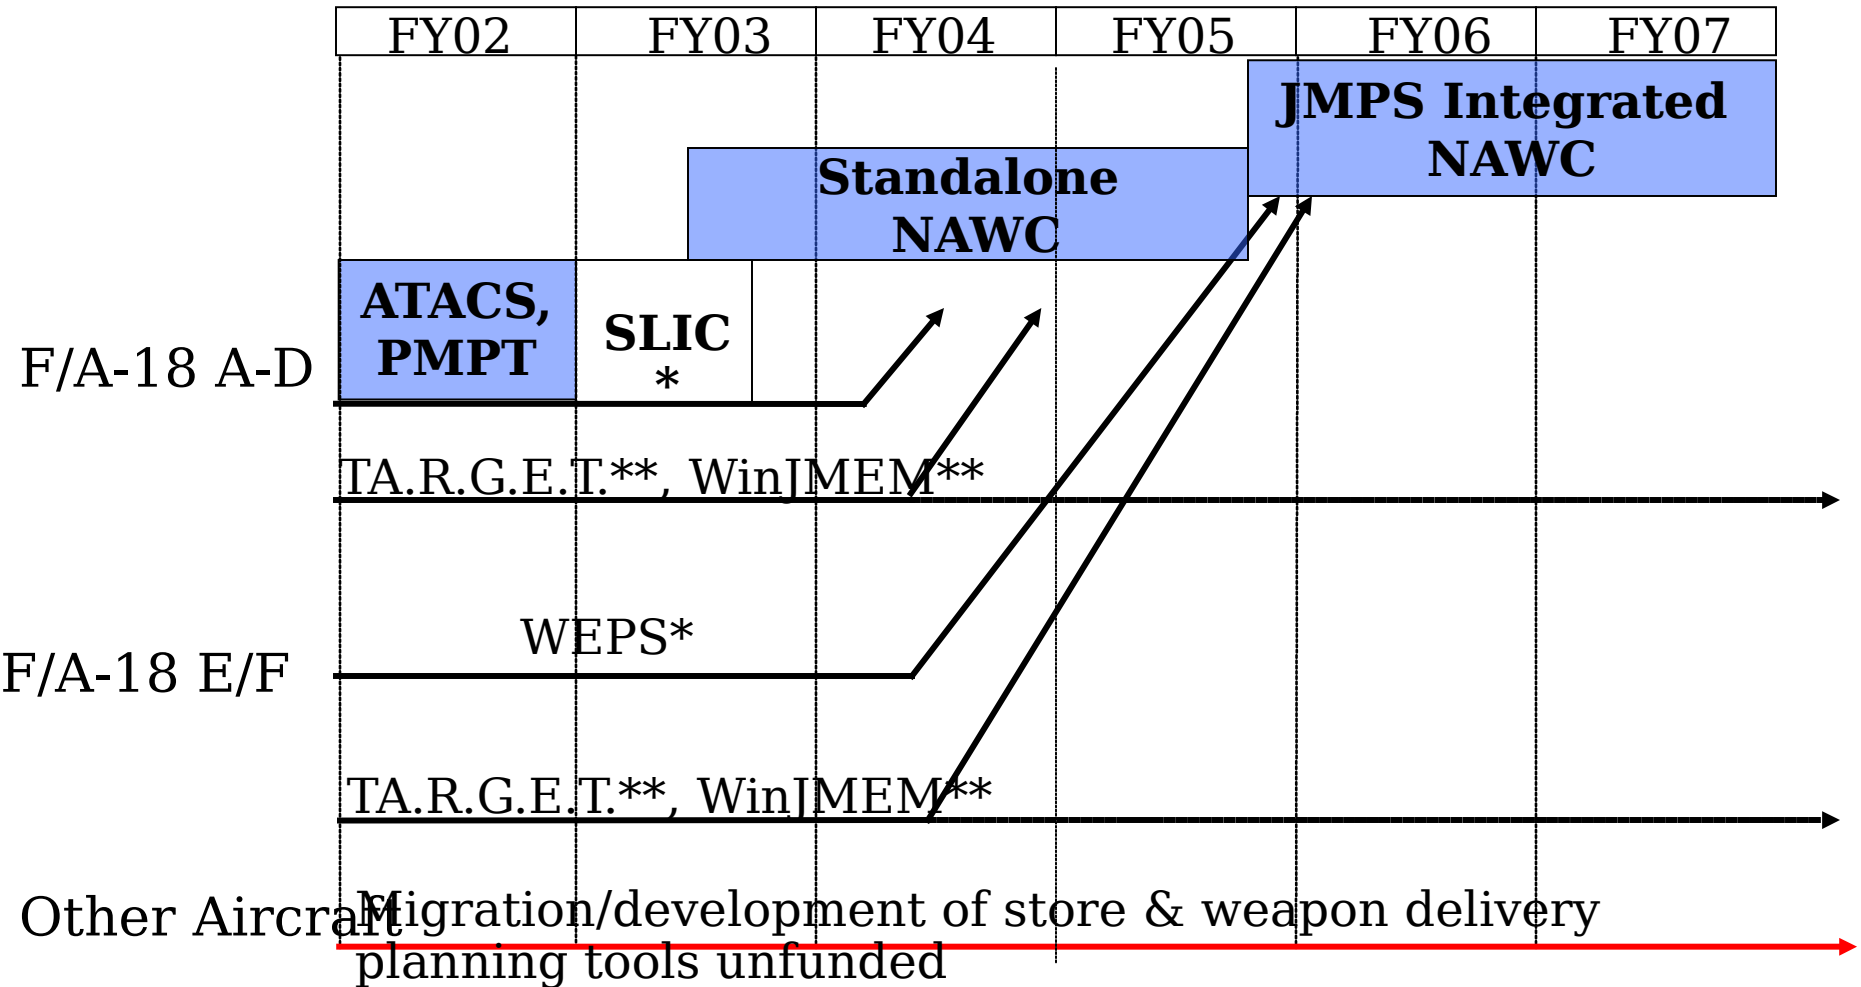 FY02 FY03 FY04 FY05 FY06 FY07
JMPS Integrated
NAWC
Standalone
NAWC
ATACS,
PMPT
SLIC
*
F/A-18 A-D
TA.R.G.E.T.**, WinJMEM**
WEPS*
F/A-18 E/F
TA.R.G.E.T.**, WinJMEM**
Other Aircraft
Migration/development of store & weapon delivery
planning tools unfunded